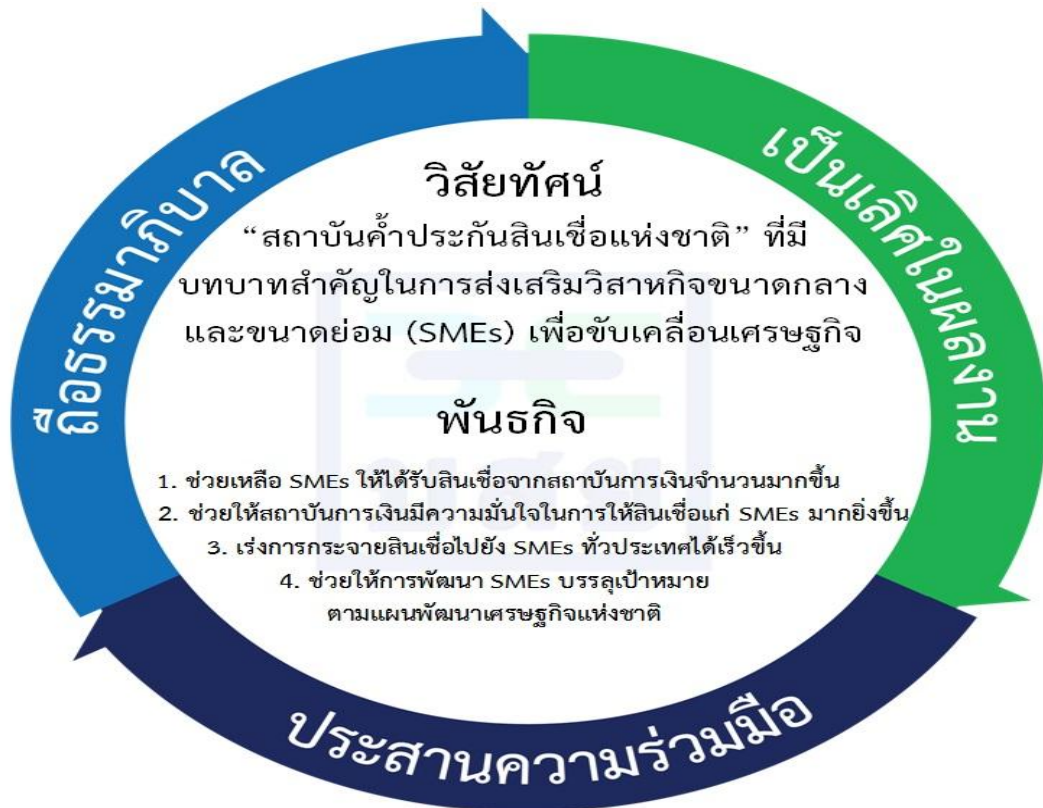 ถือธรรมาภิบาล
เป็นเลิศในผลงาน
วิสัยทัศน์
“สถาบันค้ำประกันสินเชื่อแห่งชาติ” ที่มี
บทบาทสำคัญในการส่งเสริมวิสาหกิจขนาดกลาง
และขนาดย่อม (SMEs) เพื่อขับเคลื่อนเศรษฐกิจ
พันธกิจ
1. ช่วยเหลือ SMEs ให้ได้รับสินเชื่อจากสถาบันการเงินจำนวนมากขึ้น
2. ช่วยให้สถาบันการเงินมีความมั่นใจในการให้สินเชื่อแก่ SMEs มากยิ่งขึ้น
3. เร่งการกระจายสินเชื่อไปยัง SMEs ทั่วประเทศได้เร็วขึ้น
4. ช่วยให้การพัฒนา SMEs บรรลุเป้าหมาย
ตามแผนพัฒนาเศรษฐกิจแห่งชาติ
บสย
ประสานความร่วมมือ